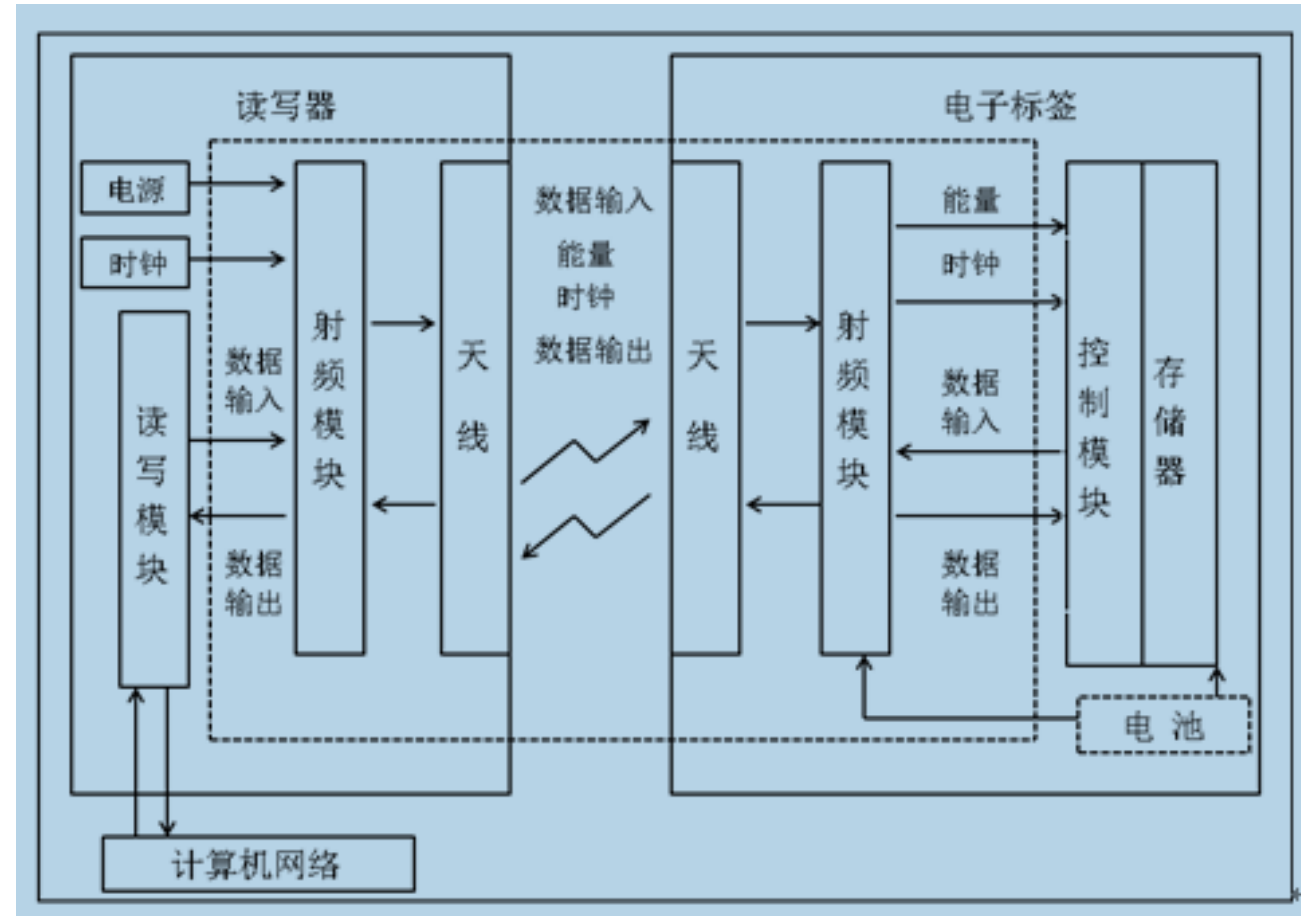 读写器
电子标签
电源
时钟
读写模块
数据
输入
数据
输出
射频模块
天线
数据输入
能量
时钟
数据输出
天线
射频模块
能量
时钟
数据
输入
数据
输出
控制模块
存储器
电池
计算机网络
*